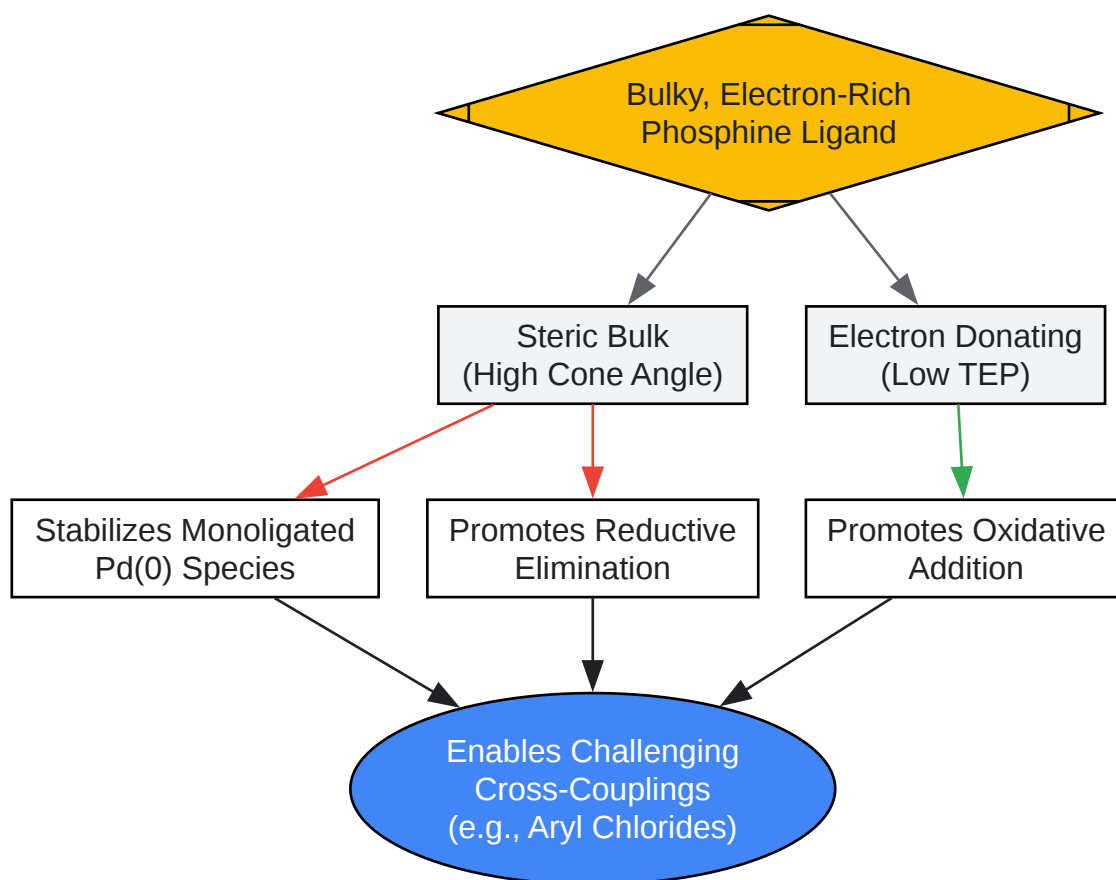 Bulky, Electron-Rich
Phosphine Ligand
Steric Bulk
(High Cone Angle)
Electron Donating
(Low TEP)
Stabilizes Monoligated
Pd(0) Species
Promotes Reductive
Elimination
Promotes Oxidative
Addition
Enables Challenging
Cross-Couplings
(e.g., Aryl Chlorides)